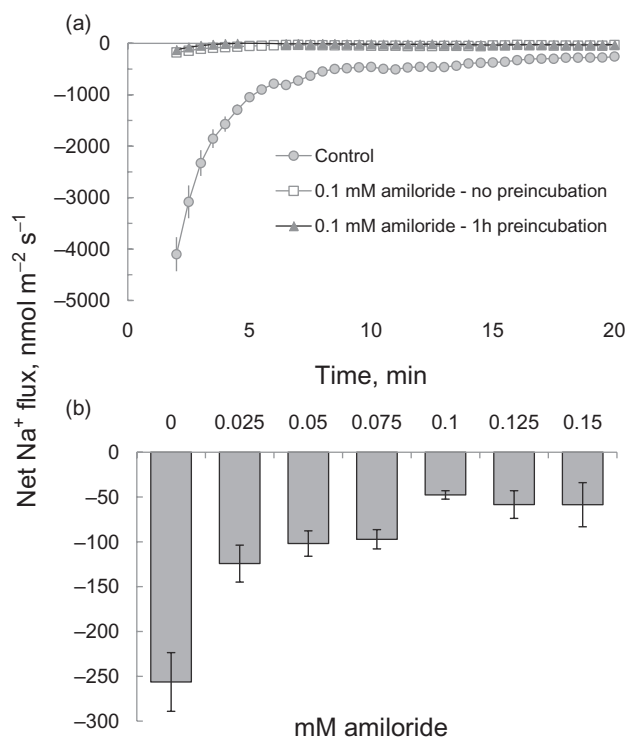 (a)
0
–1000
–2000
–3000
–4000
–5000
Control
0.1 mM amiloride - no preincubation
0.1 mM amiloride - 1h preincubation
0 5 10 15 20
Time, min
Net Na⁺ flux, nmol m⁻² s⁻¹
(b)
0 0.025 0.05 0.075 0.1 0.125 0.15
0
–50
–100
–150
–200
–250
–300
mM amiloride